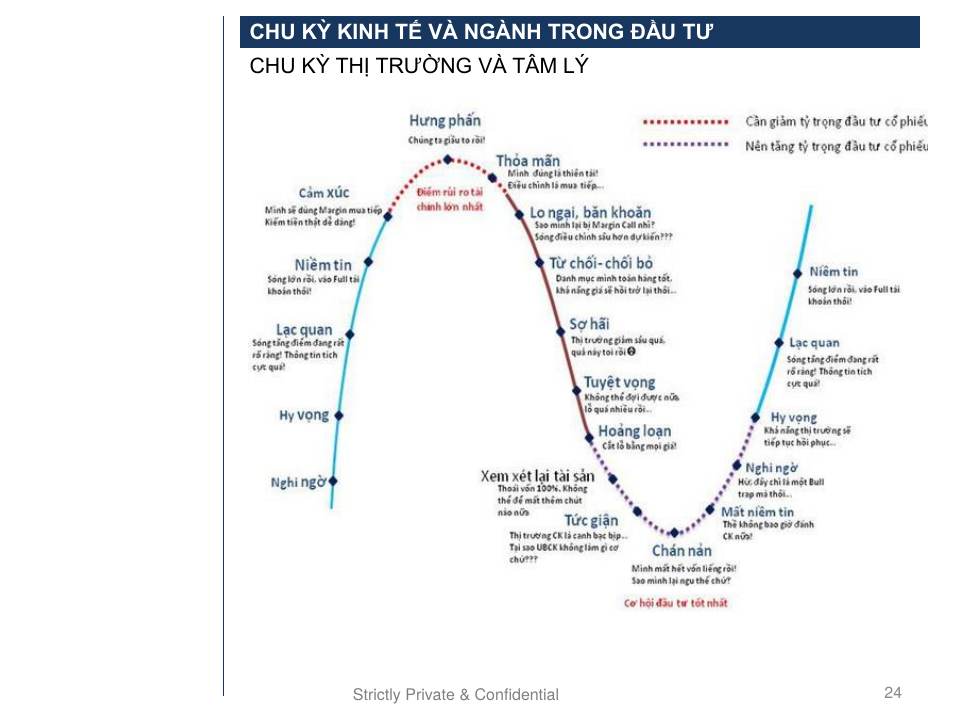 CHU KỲ KINH TẾ VÀ NGÀNH TRONG ĐẦU TƯ
CHU KỲ THỊ TRƯỜNG VÀ TÂM LÝ
Hưng phấn
Chúng ta giầu to rồi!
Cần giảm tỷ trọng đầu tư cổ phiếu
Nên tăng tỷ trọng đầu tư cổ phiếu
Thỏa mãn
Mình đúng là thiên tài!
Điều chỉnh là mua tiếp...
Điểm rủi ro tài
chính lớn nhất
Cảm xúc
Mình sẽ dùng Margin mua tiếp
Kiếm tiền thật dễ dàng!
Lo ngại, băn khoăn
Sao mình lại bị Margin Call nhỉ?
Sóng điều chỉnh sâu hơn dự kiến???
Niềm tin
Sóng lớn rồi, vào Full tài
khoản thôi!
Từ chối- chối bỏ
Danh mục mình toàn hàng tốt,
khả năng giá sẽ hồi trở lại thôi...
Lạc quan
Sóng tăng điểm đang rất
rõ ràng! Thông tin tích
cực quá!
Sợ hãi
Thị trường giảm sâu quá,
quả này toi rồi
Tuyệt vọng
Không thể đợi được nữa
lỗ quá nhiều rồi...
Hy vọng
Hoảng loạn
Cắt lỗ bằng mọi giá!
Nghi ngờ
Xem xét lại tài sản
Thoái vốn 100%. Không
thể để mất thêm chút
nào nữa
Tức giận
Thị trường CK là canh bạc bịp...
Tại sao UBCK không làm gì cơ
chứ???
Chán nản
Mình mất hết vốn liếng rồi!
Sao mình lại ngu thế chứ?
Cơ hội đầu tư tốt nhất
Mất niềm tin
Thề không bao giờ đánh
CK nữa!
Nghi ngờ
Hừ, đây chỉ là một Bull
trap mà thôi...
Hy vọng
Khả năng thị trường sẽ
tiếp tục hồi phục...
Lạc quan
Sóng tăng điểm đang rất
rõ ràng! Thông tin tích
cực quá!
Niềm tin
Sóng lớn rồi, vào Full tài
khoản thôi!
Strictly Private & Confidential
24